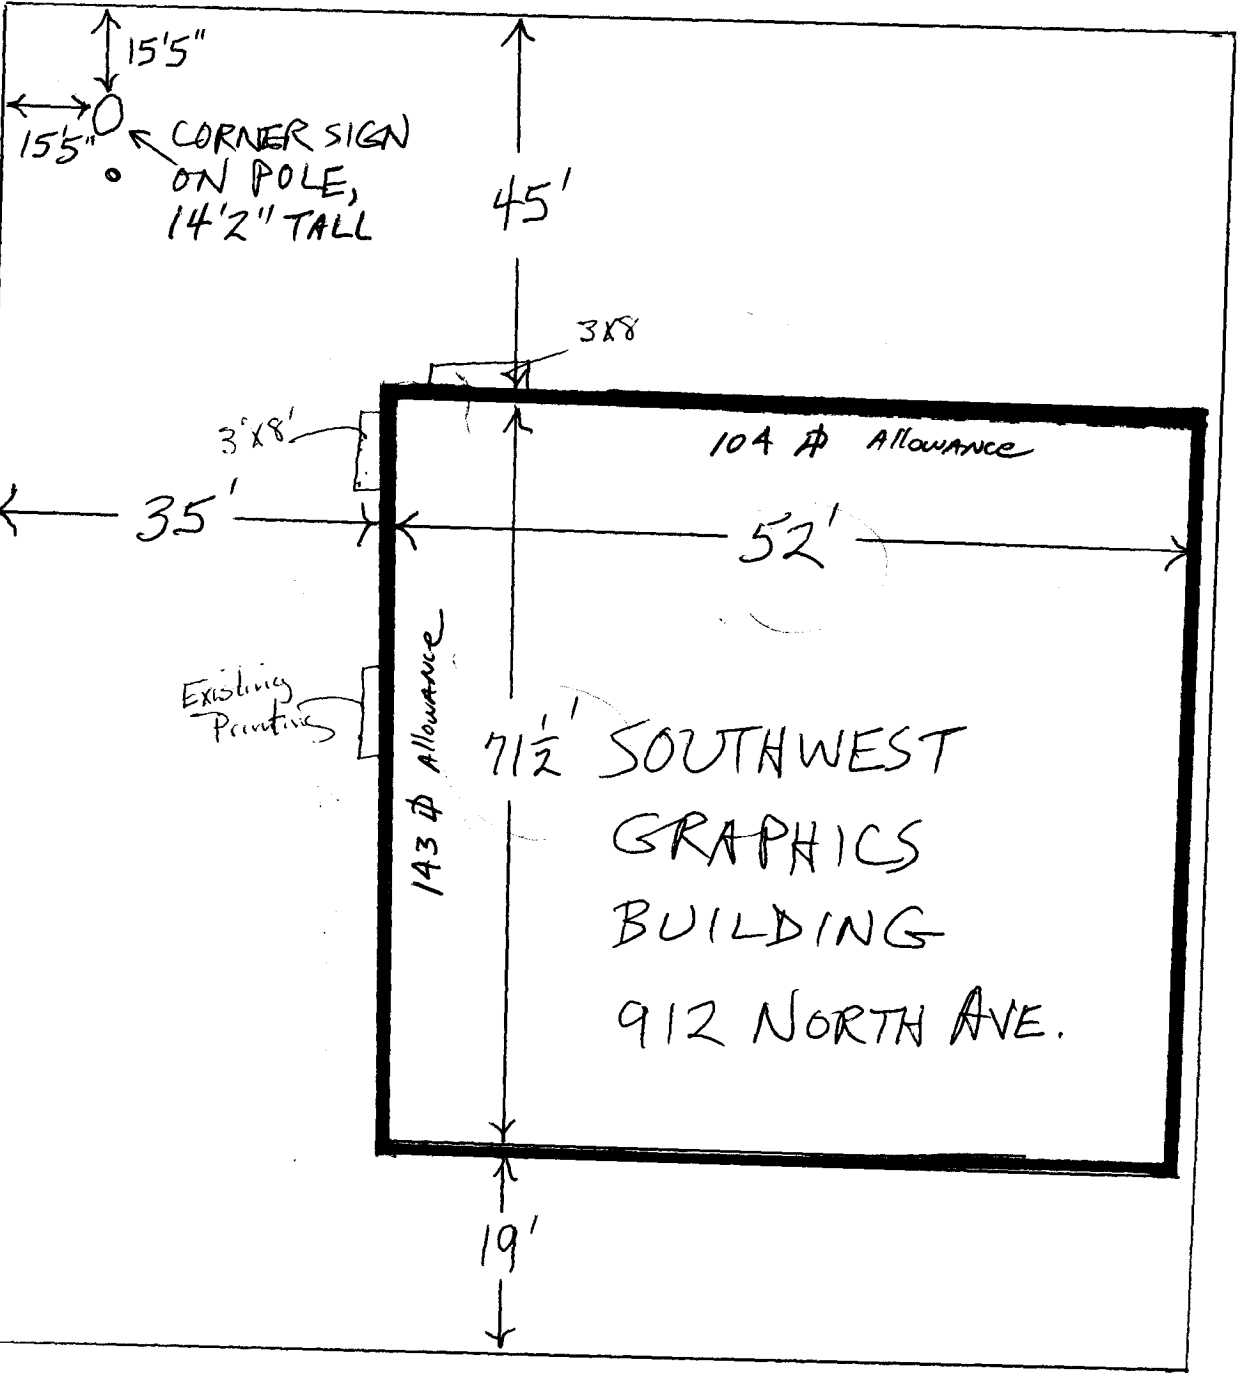 15'5"
15'5"
CORNER SIGN
ON POLE,
14'2" TALL
45'
3X8
3'X8'
104 ⏍ Allowance
35'
52'
Existing
Printing
143 ⏍ Allowance
71½' SOUTHWEST
GRAPHICS
BUILDING
912 NORTH AVE.
19'